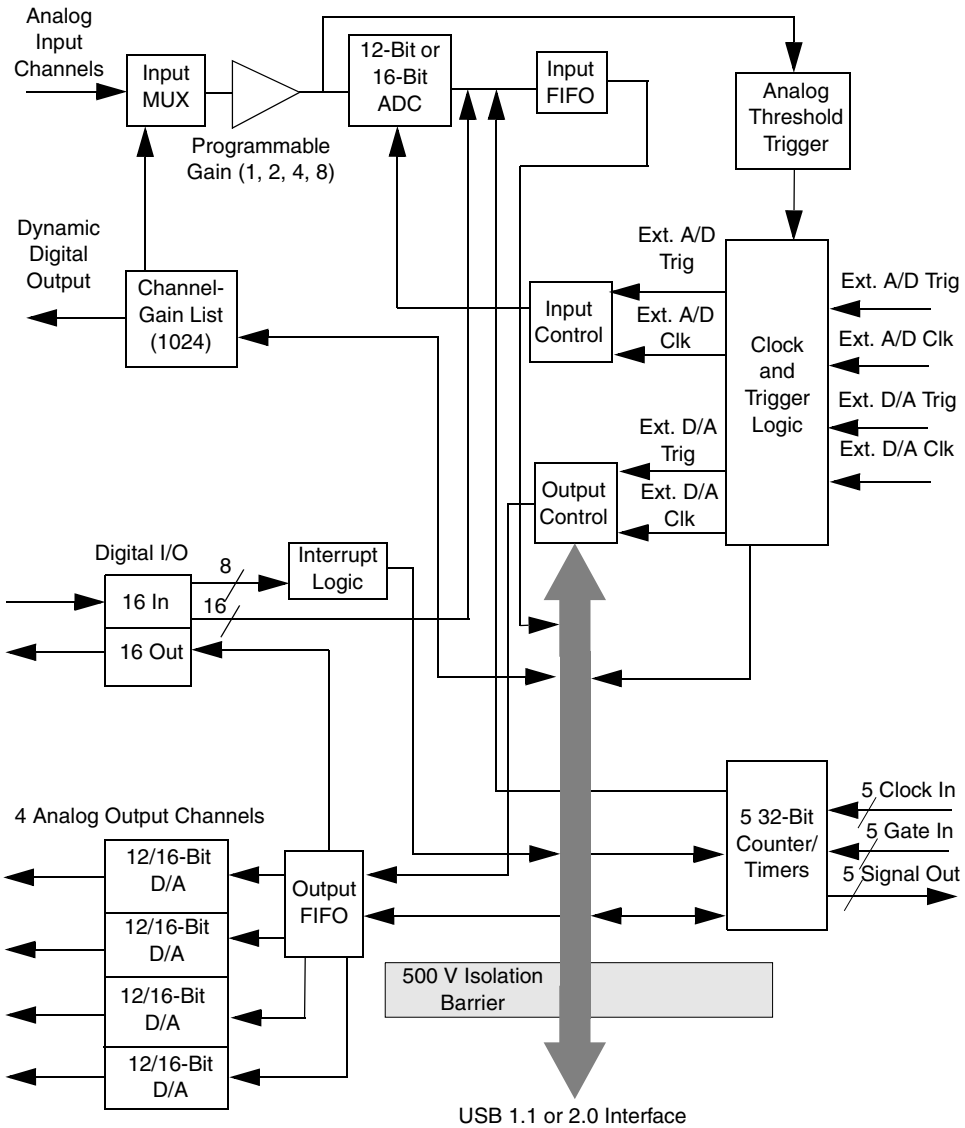 Analog
Input
Channels
Input
MUX
12-Bit or
16-Bit
ADC
Input
FIFO
Analog
Threshold
Trigger
Programmable
Gain (1, 2, 4, 8)
Dynamic
Digital
Output
Channel-
Gain List
(1024)
Ext. A/D
Trig
Input
Control
Ext. A/D
Clk
Clock
and
Trigger
Logic
Ext. A/D Trig
Ext. A/D Clk
Ext. D/A Trig
Ext. D/A Clk
Ext. D/A
Trig
Output
Control
Ext. D/A
Clk
Digital I/O
16 In
16 Out
8
16
Interrupt
Logic
5 32-Bit
Counter/
Timers
5 Clock In
5 Gate In
5 Signal Out
4 Analog Output Channels
12/16-Bit
D/A
12/16-Bit
D/A
12/16-Bit
D/A
12/16-Bit
D/A
Output
FIFO
500 V Isolation
Barrier
USB 1.1 or 2.0 Interface